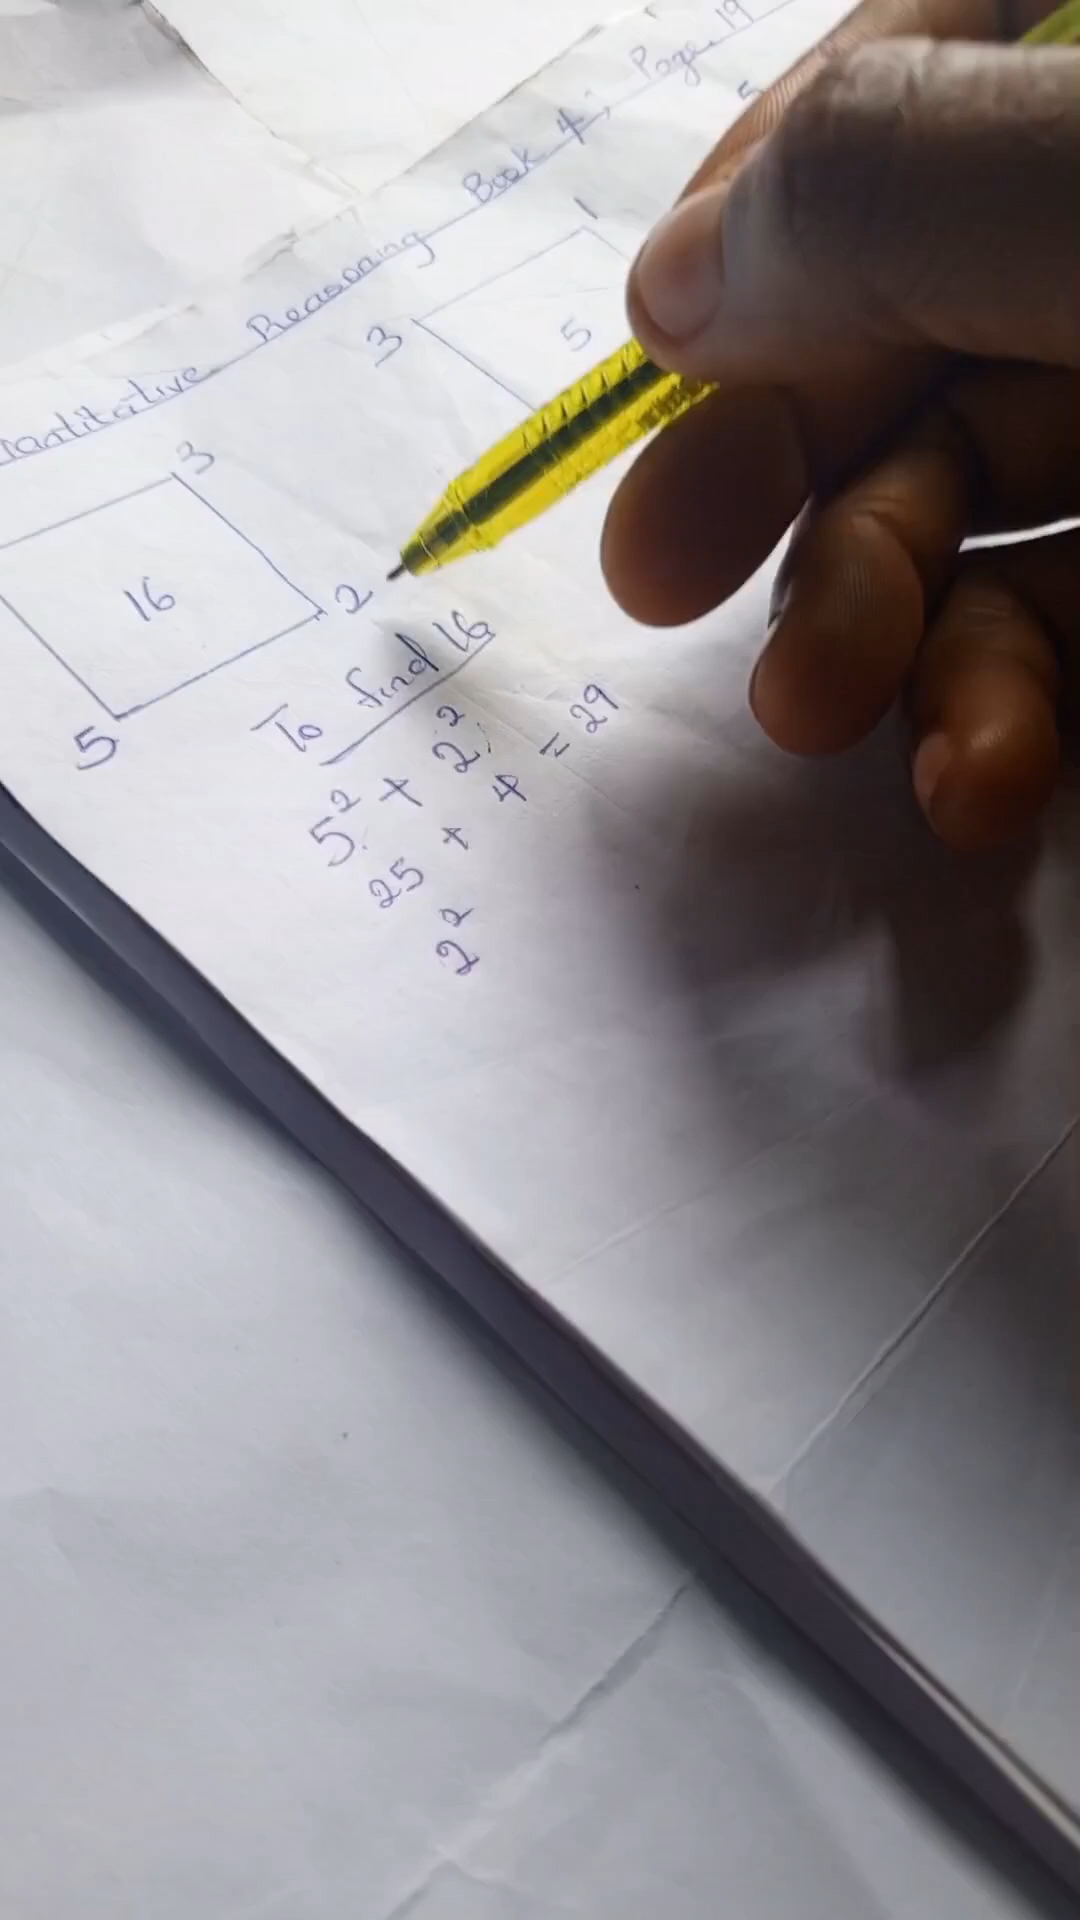 Quantitative Reasoning Book 4, Page 19
5
1
3
5
3
16
2
5
To find 16
5² + 2²
25 + 4 = 29
2²